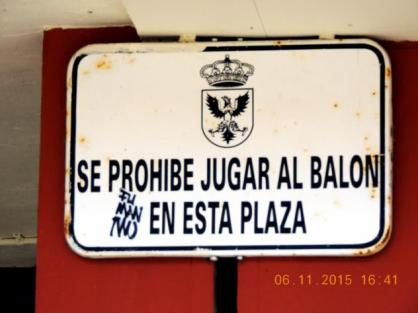 SE PROHIBE JUGAR AL BALON
EN ESTA PLAZA
06.11.2015 16:41